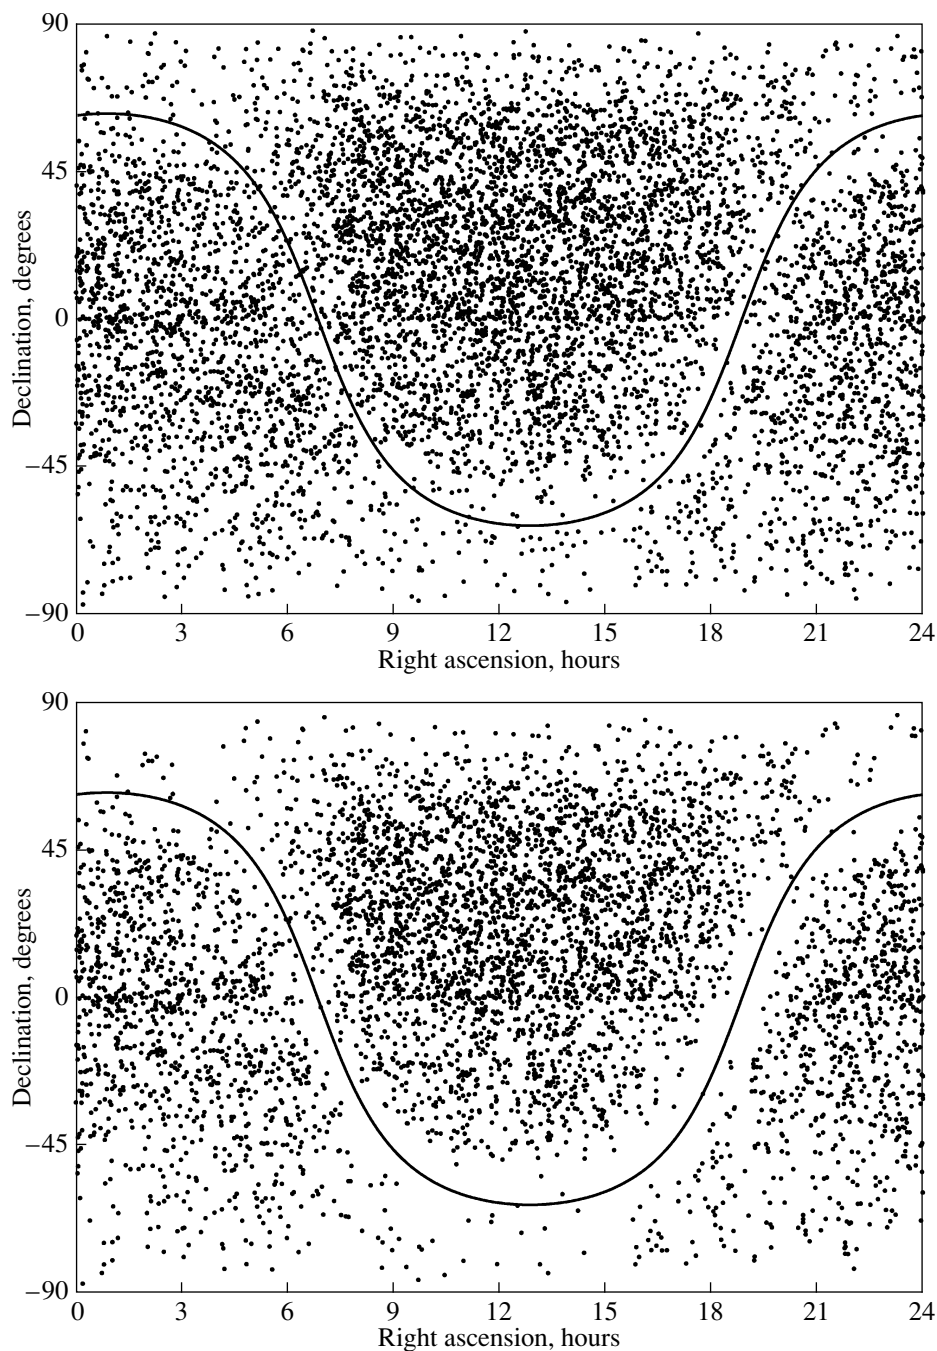 90
45
0
–45
–90
Declination, degrees
0 3 6 9 12 15 18 21 24
Right ascension, hours
90
45
0
–45
–90
Declination, degrees
0 3 6 9 12 15 18 21 24
Right ascension, hours